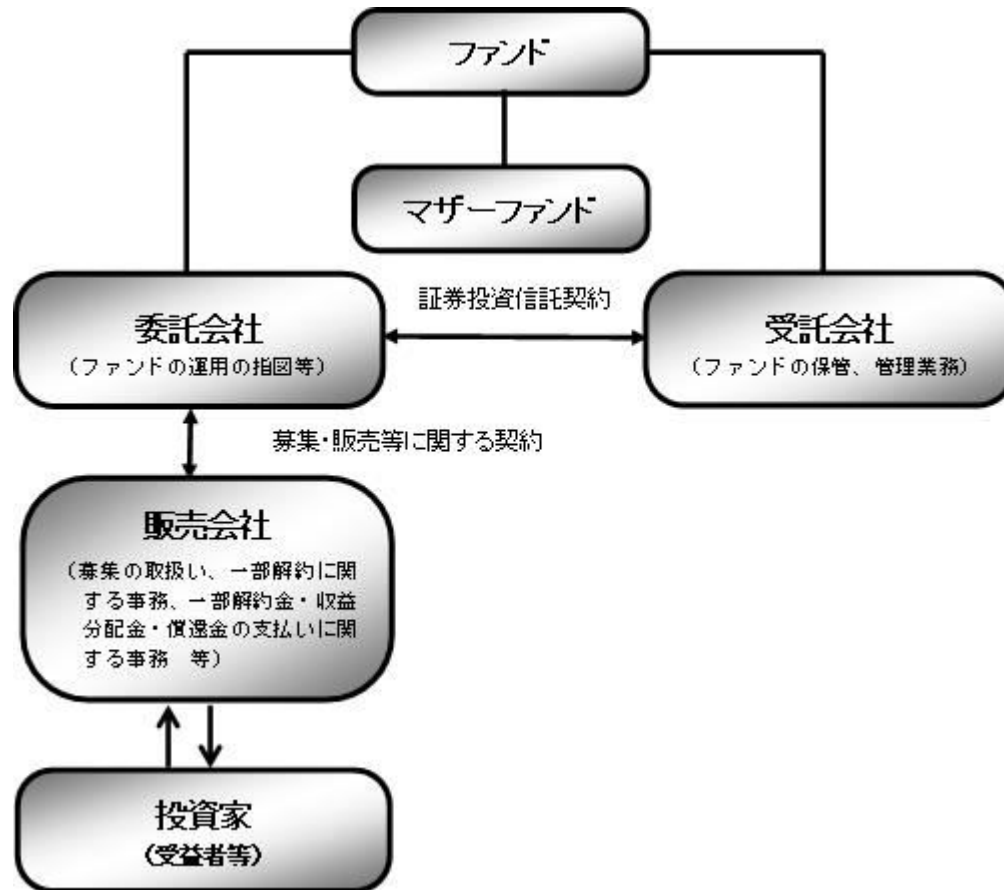 ファンド
マザーファンド
証券投資信託契約
委託会社
（ファンドの運用の指図等）
受託会社
（ファンドの保管、管理業務）
募集・販売等に関する契約
販売会社
（募集の取扱い、一部解約に関
する事務、一部解約金・収益
分配金・償還金の支払いに関
する事務　等）
投資家
（受益者等）